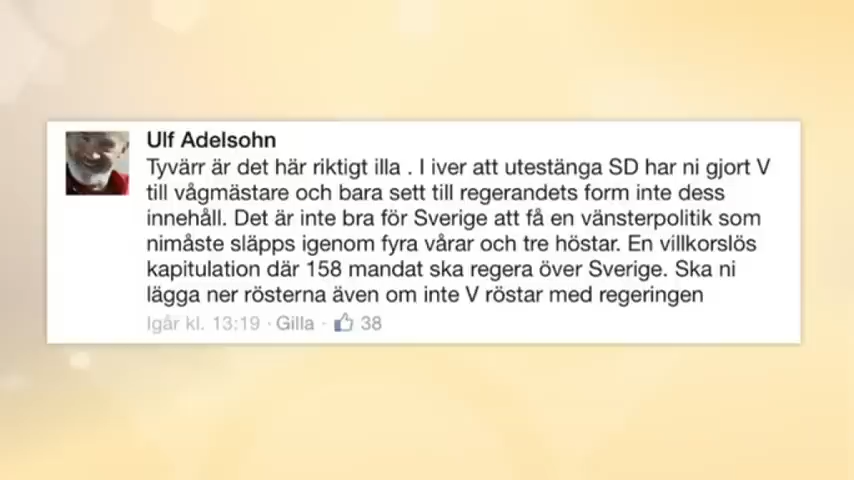 Ulf Adelsohn
Tyvärr är det här riktigt illa . I iver att utestänga SD har ni gjort V
till vågmästare och bara sett till regerandets form inte dess
innehåll. Det är inte bra för Sverige att få en vänsterpolitik som
nimåste släpps igenom fyra vårar och tre höstar. En villkorslös
kapitulation där 158 mandat ska regera över Sverige. Ska ni
lägga ner rösterna även om inte V röstar med regeringen
Igår kl. 13:19 · Gilla · 38